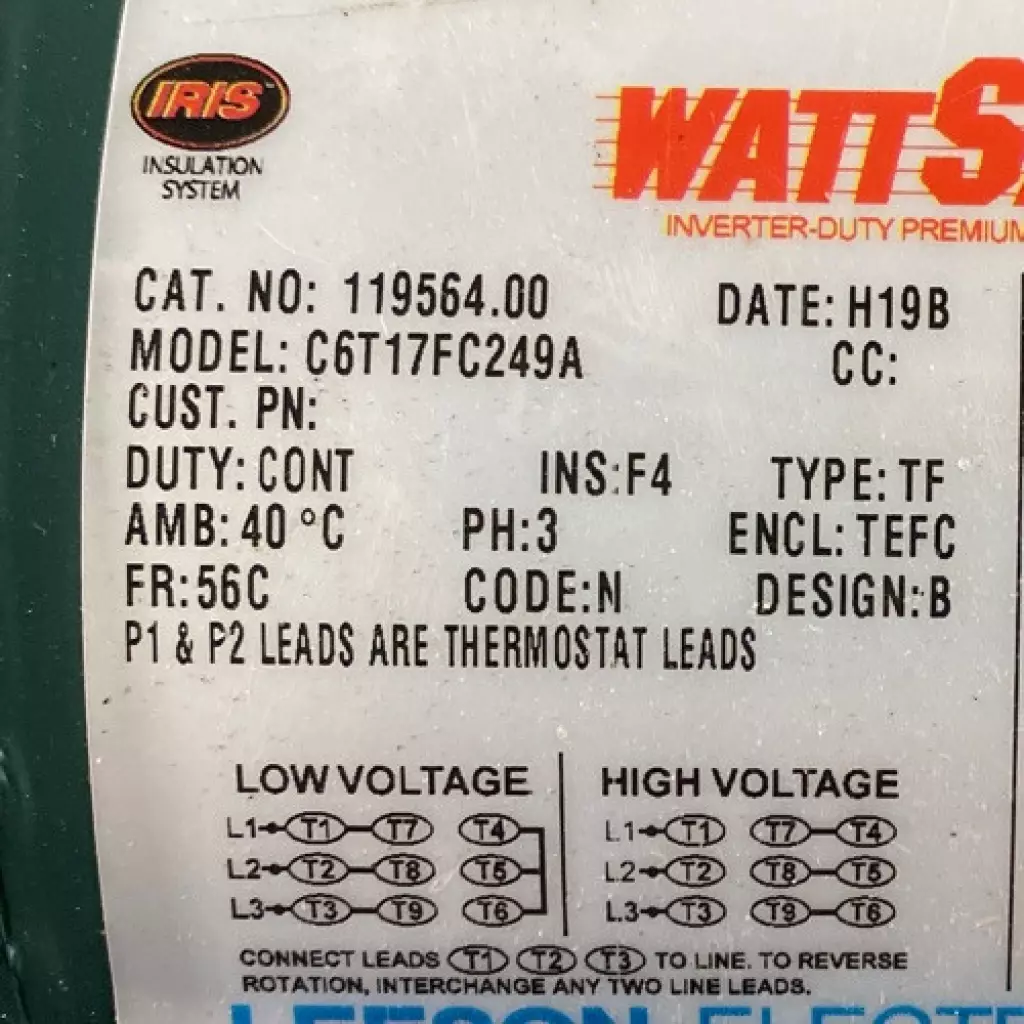 IRIS
INSULATION
SYSTEM
WATTS
INVERTER-DUTY PREMIUM
CAT. NO: 119564.00 DATE: H19B
MODEL: C6T17FC249A CC:
CUST. PN:
DUTY: CONT INS: F4 TYPE: TF
AMB: 40 °C PH:3 ENCL: TEFC
FR:56C CODE:N DESIGN: B
P1 & P2 LEADS ARE THERMOSTAT LEADS
LOW VOLTAGE HIGH VOLTAGE
L1 T1 T7 T4 L1 T1 T7 T4
L2 T2 T8 T5 L2 T2 T8 T5
L3 T3 T9 T6 L3 T3 T9 T6
CONNECT LEADS T1 T2 T3 TO LINE. TO REVERSE
ROTATION, INTERCHANGE ANY TWO LINE LEADS.
LEESON ELECT